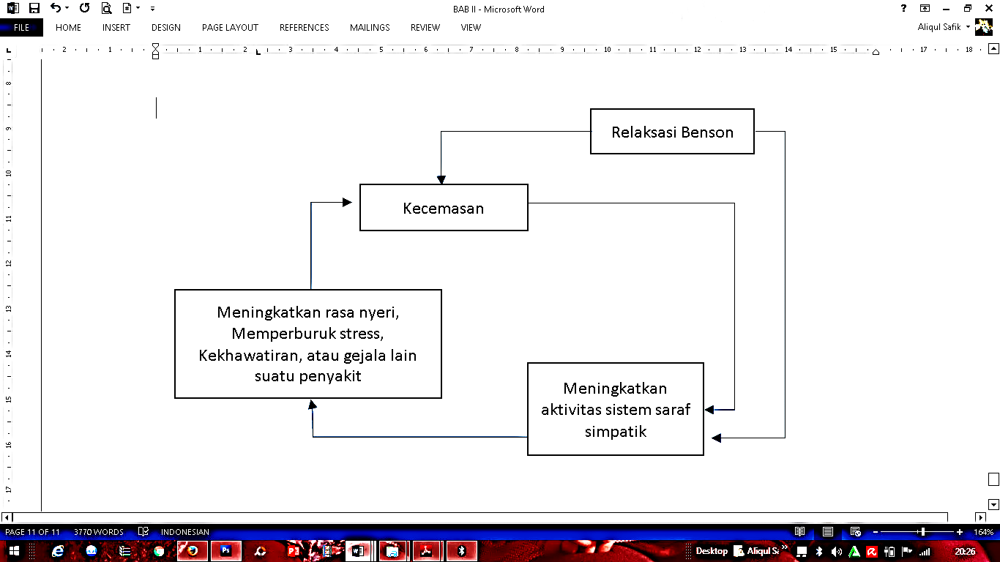 BAB II - Microsoft Word
FILE HOME INSERT DESIGN PAGE LAYOUT REFERENCES MAILINGS REVIEW VIEW
Aliqul Safik
2 1 1 2 3 4 5 6 7 8 9 10 11 12 13 14 15 17 18
8
9
10
11
12
13
14
15
16
17
Relaksasi Benson
Kecemasan
Meningkatkan rasa nyeri,
Memperburuk stress,
Kekhawatiran, atau gejala lain
suatu penyakit
Meningkatkan
aktivitas sistem saraf
simpatik
PAGE 11 OF 11 3770 WORDS INDONESIAN
164%
Desktop Aliqul Sa
20:26